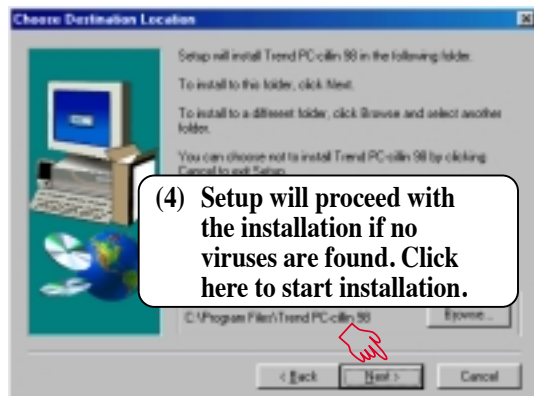 Choose Destination Location
Setup will install Trend PC-cillin 98 in the following folder.
To install to this folder, click Next.
To install to a different folder, click Browse and select another
folder.
You can choose not to install Trend PC-cillin 98 by clicking
Cancel to exit Setup.
(4) Setup will proceed with
the installation if no
viruses are found. Click
here to start installation.
C:\Program Files\Trend PC-cillin 98
Browse...
< Back
Next >
Cancel